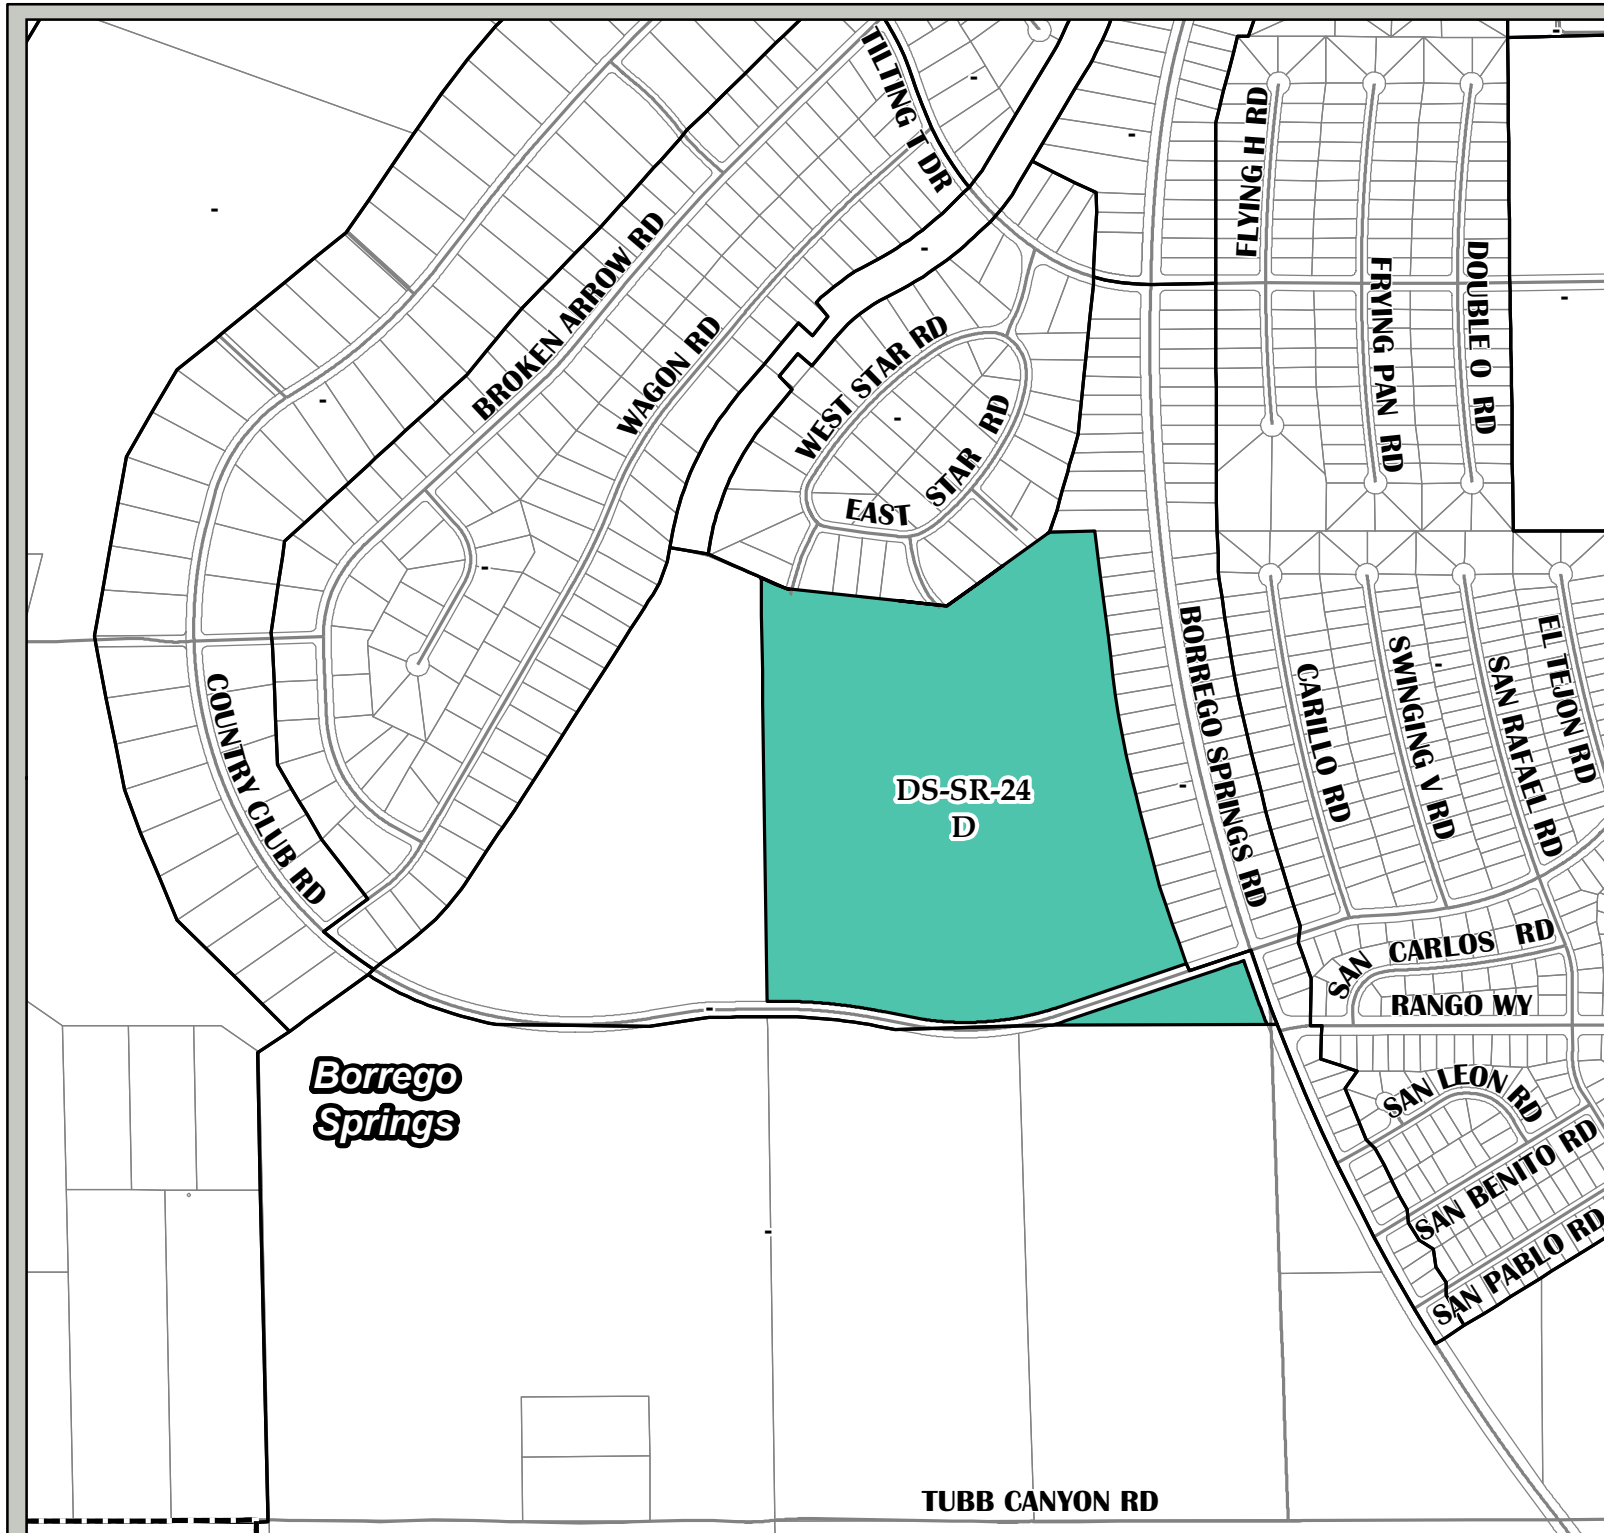 TILTING T DR
FLYING H RD
BROKEN ARROW RD
DOUBLE O RD
FRYING PAN RD
WAGON RD
WEST STAR RD
EAST STAR RD
BORREGO SPRINGS RD
EL TEJON RD
SWINGING V RD
SAN RAFAEL RD
CARILLO RD
COUNTRY CLUB RD
DS-SR-24
D
SAN CARLOS RD
RANGO WY
Borrego
Springs
SAN LEON RD
SAN BENITO RD
SAN PABLO RD
TUBB CANYON RD